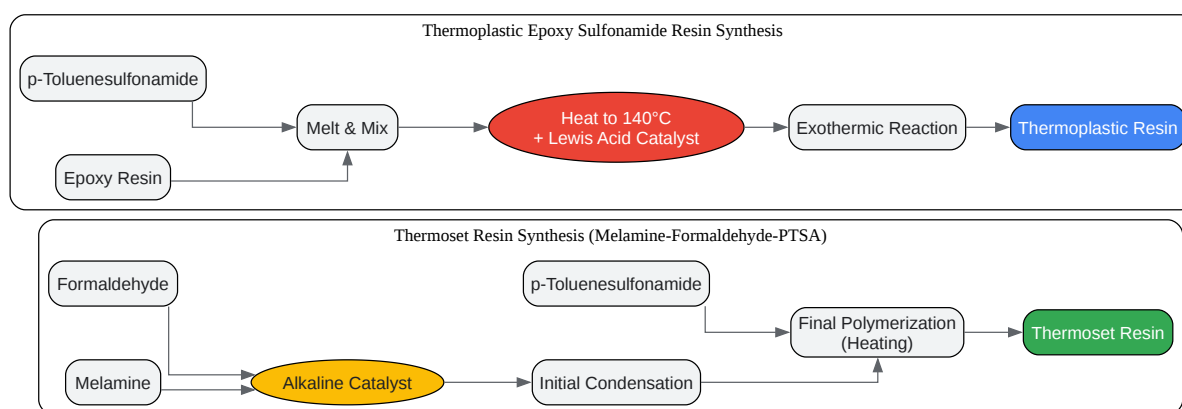 Thermoplastic Epoxy Sulfonamide Resin Synthesis
p-Toluenesulfonamide
Melt & Mix
Heat to 140°C
+ Lewis Acid Catalyst
Exothermic Reaction
Thermoplastic Resin
Epoxy Resin
Thermoset Resin Synthesis (Melamine-Formaldehyde-PTSA)
Formaldehyde
p-Toluenesulfonamide
Final Polymerization
(Heating)
Thermoset Resin
Melamine
Alkaline Catalyst
Initial Condensation